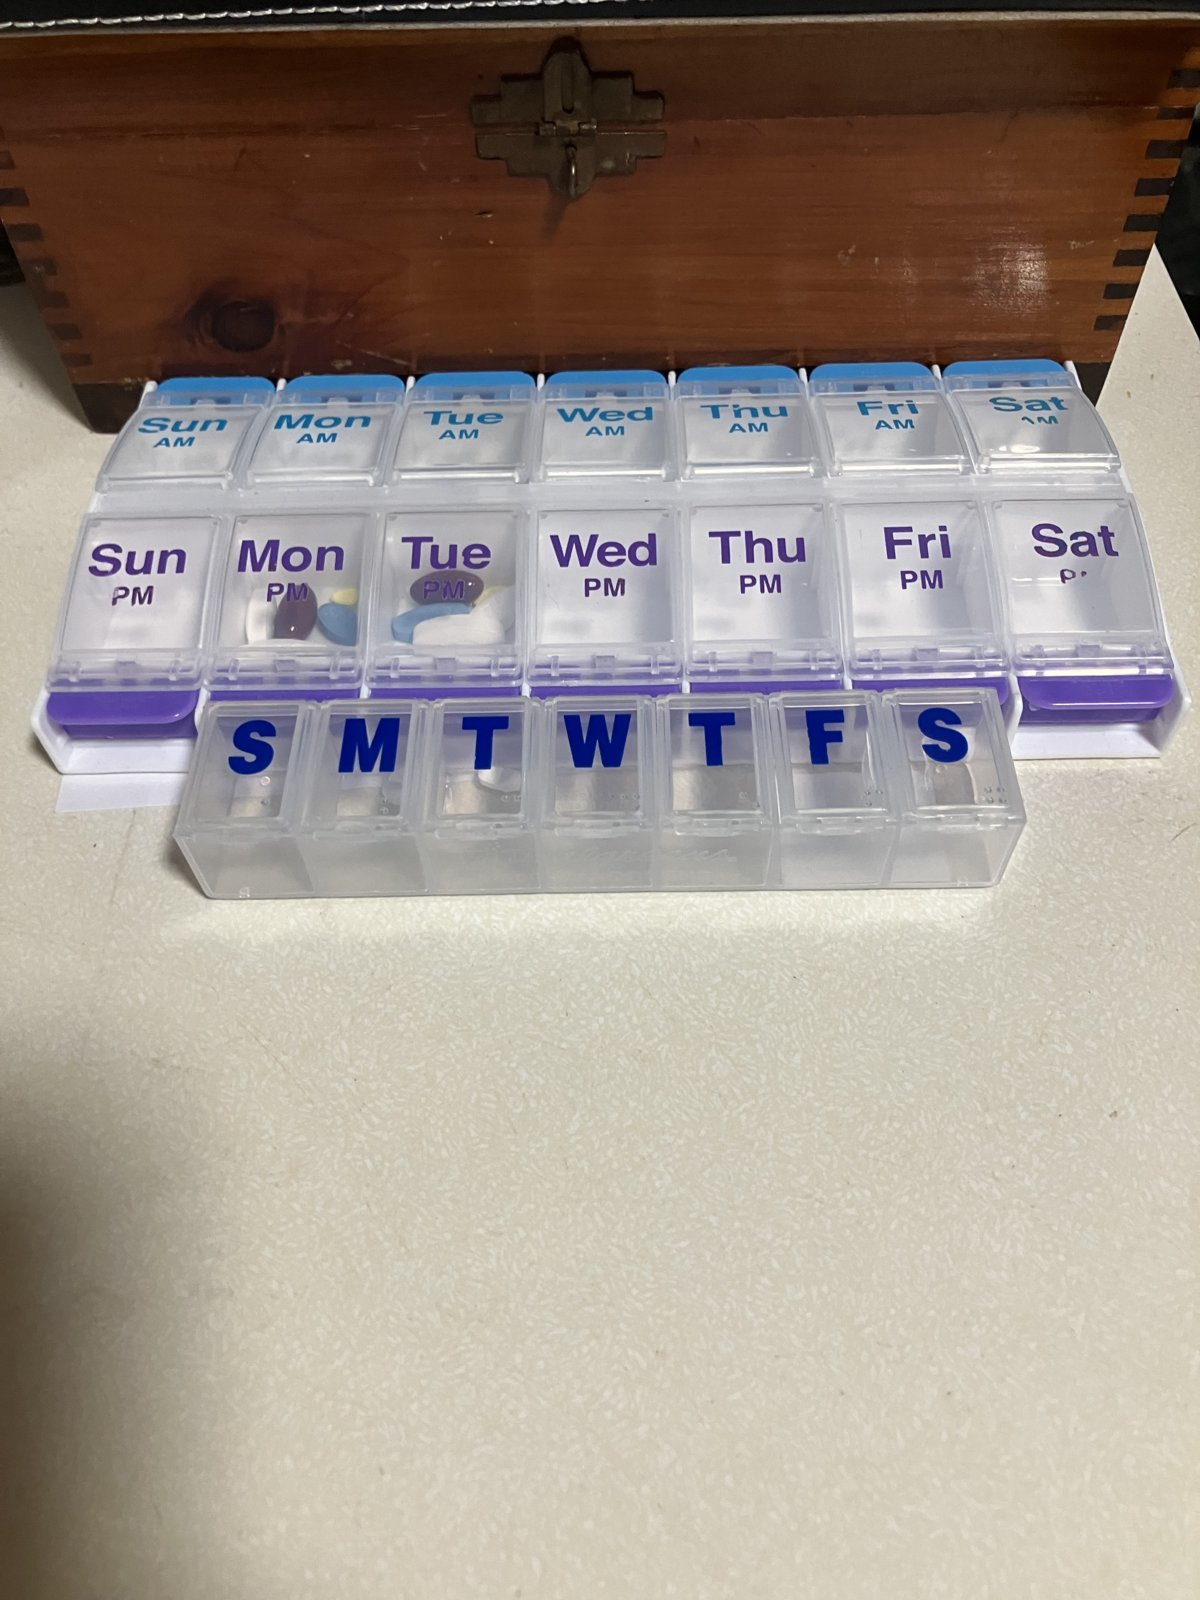 Sun Mon Tue Wed Thu Fri Sat
AM AM AM AM AM AM AM
Sun Mon Tue Wed Thu Fri Sat
PM PM PM PM PM PM
S M T W T F S